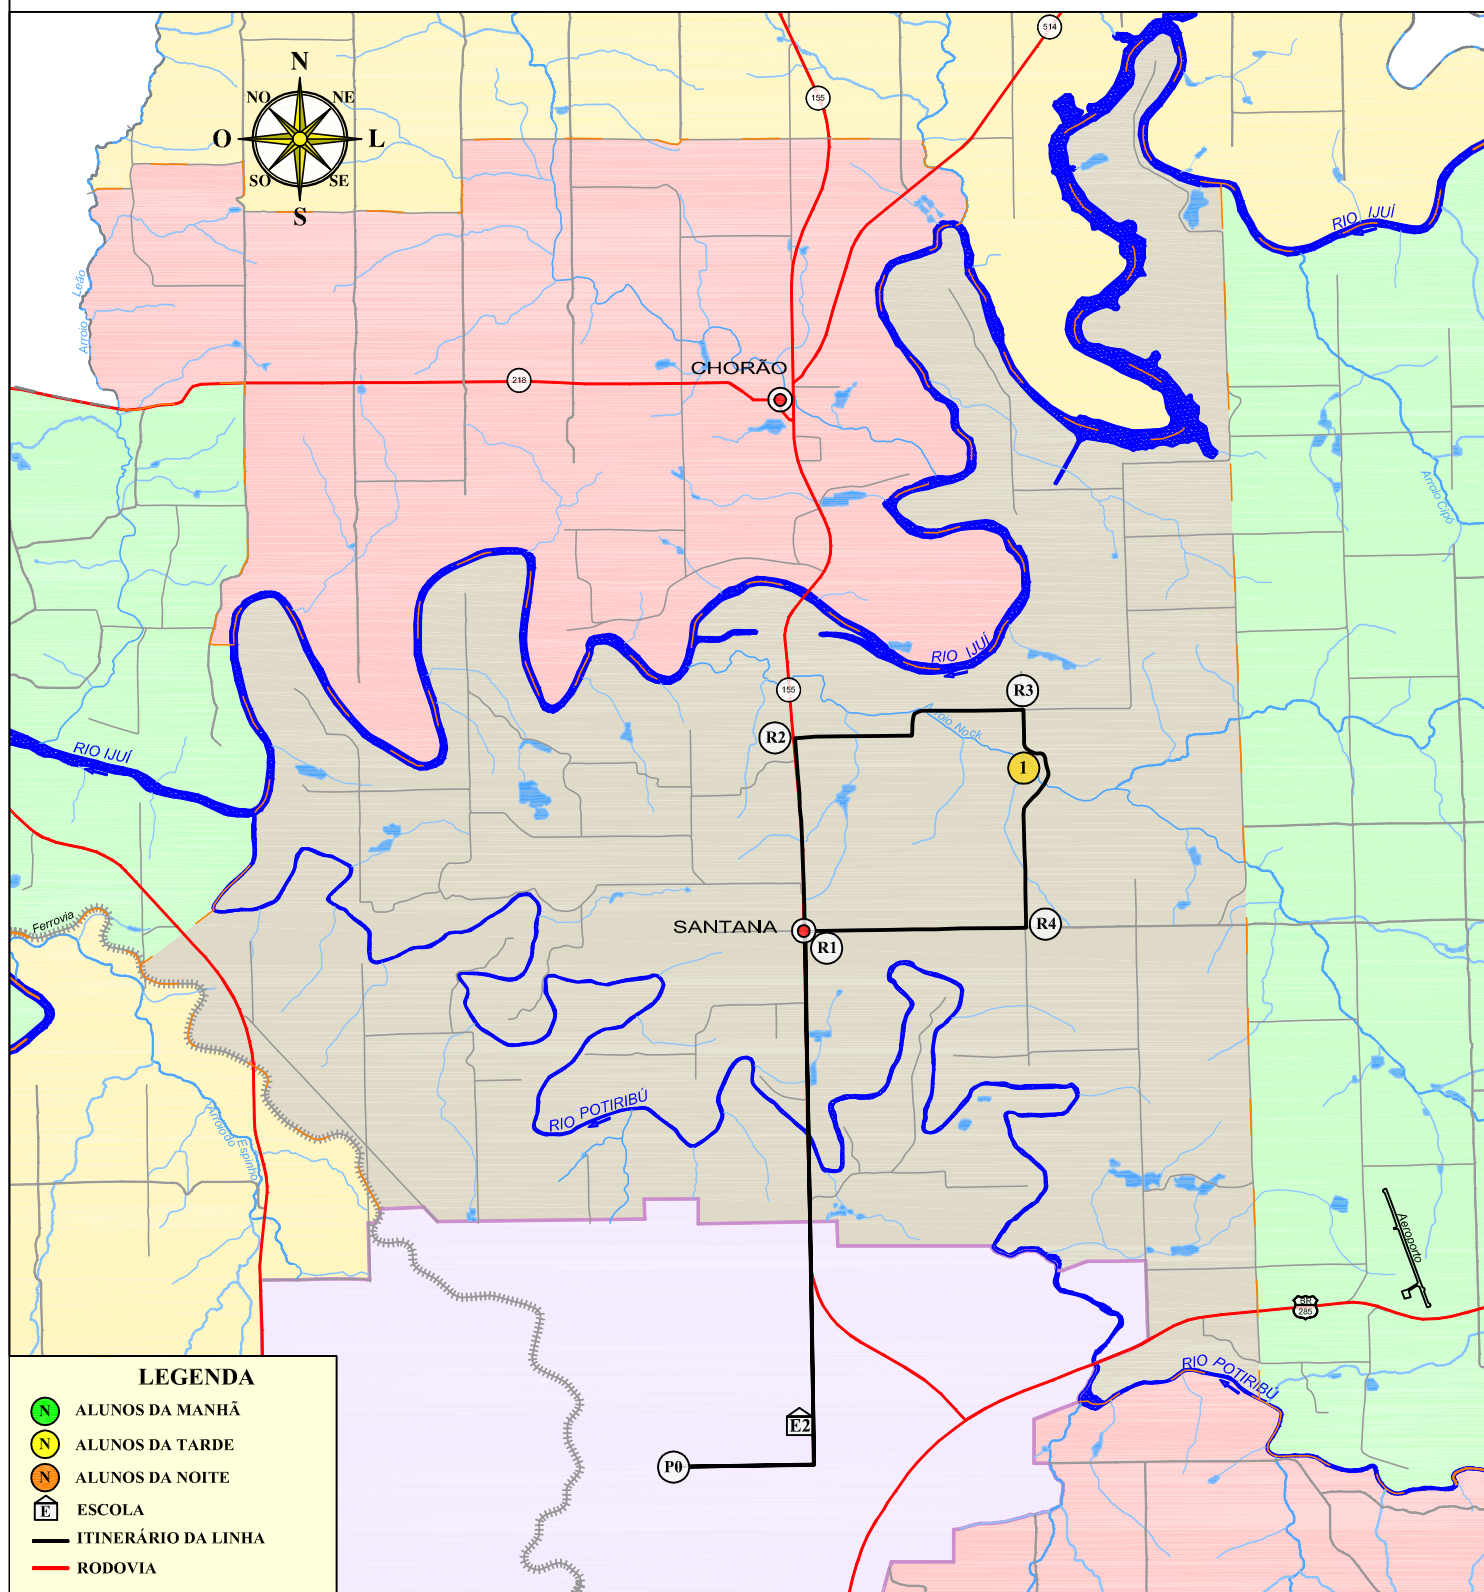 514
155
N
NO
NE
O
L
SO
SE
S
RIO IJUÍ
Arroio Leão
CHORÃO
218
Arroio Cipó
RIO IJUÍ
155
R3
Arroio Nock
R2
RIO IJUÍ
1
Ferrovia
SANTANA
R1
R4
RIO POTIRIBÚ
Arroio do Espinho
Aeroporto
BR
285
RIO POTIRIBÚ
E2
P0
LEGENDA
N ALUNOS DA MANHÃ
N ALUNOS DA TARDE
N ALUNOS DA NOITE
E ESCOLA
ITINERÁRIO DA LINHA
RODOVIA